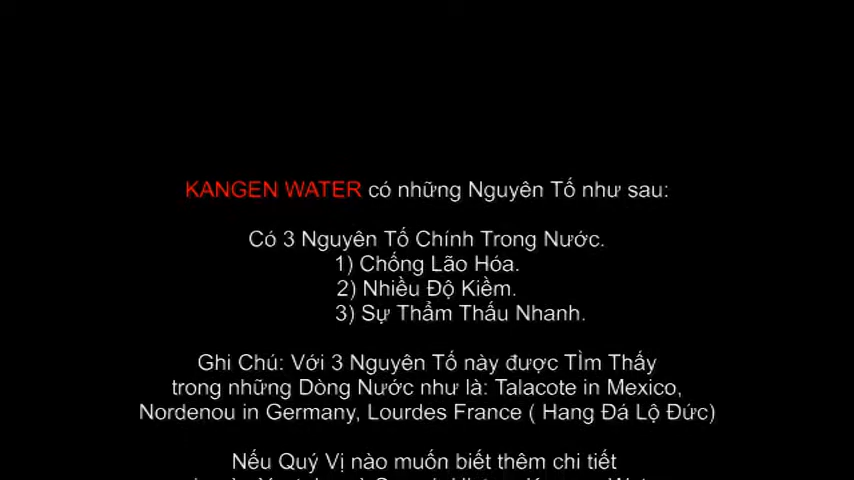 KANGEN WATER có những Nguyên Tố như sau:
Có 3 Nguyên Tố Chính Trong Nước.
1) Chống Lão Hóa.
2) Nhiều Độ Kiềm.
3) Sự Thẩm Thấu Nhanh.
Ghi Chú: Với 3 Nguyên Tố này được TÌm Thấy
trong những Dòng Nước như là: Talacote in Mexico,
Nordenou in Germany, Lourdes France ( Hang Đá Lộ Đức)
Nếu Quý Vị nào muốn biết thêm chi tiết